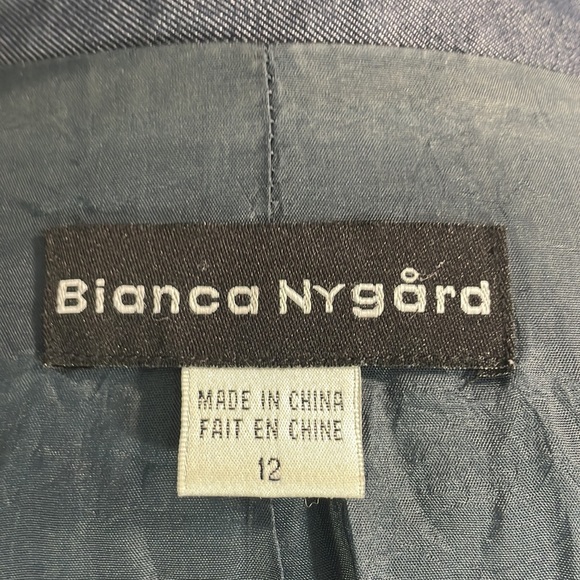 Bianca Nygård
MADE IN CHINA
FAIT EN CHINE
12